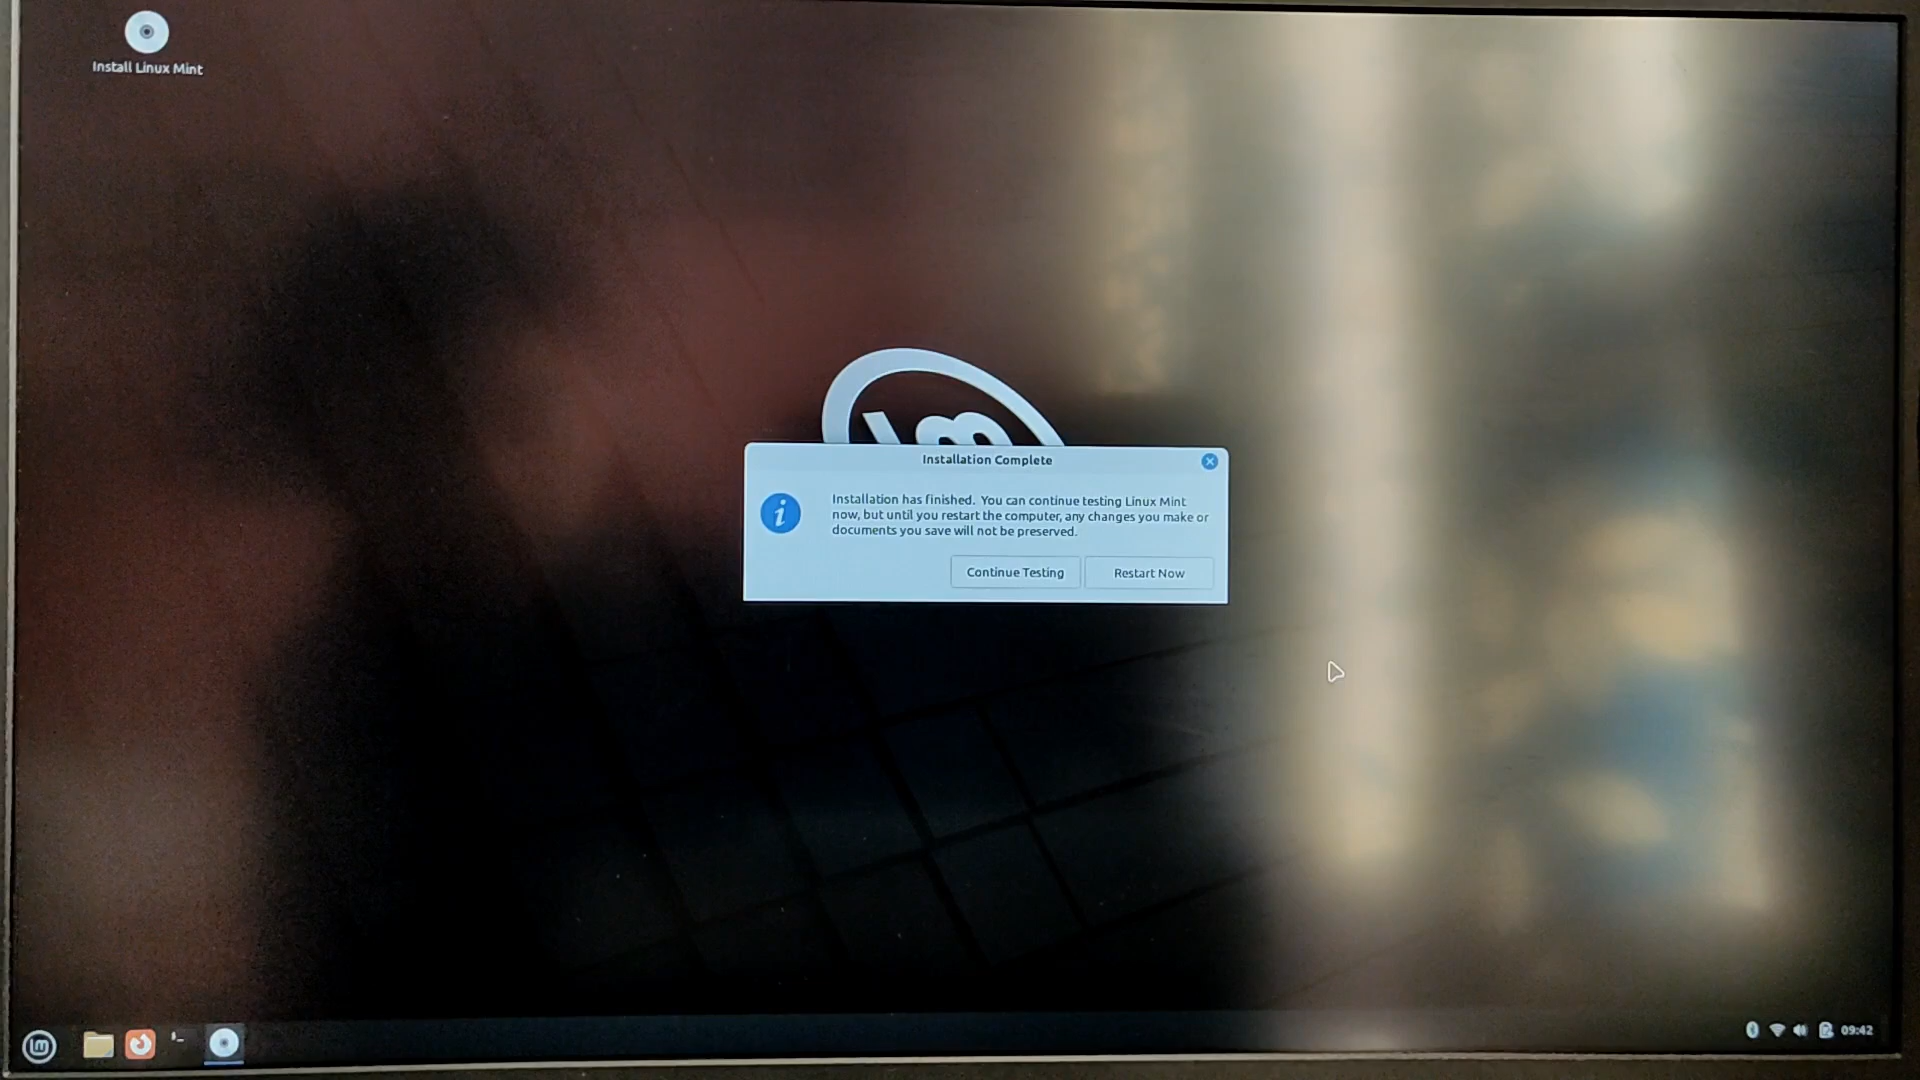 Install Linux Mint
Installation Complete
Installation has finished. You can continue testing Linux Mint
now, but until you restart the computer, any changes you make or
documents you save will not be preserved.
Continue Testing
Restart Now
09:42